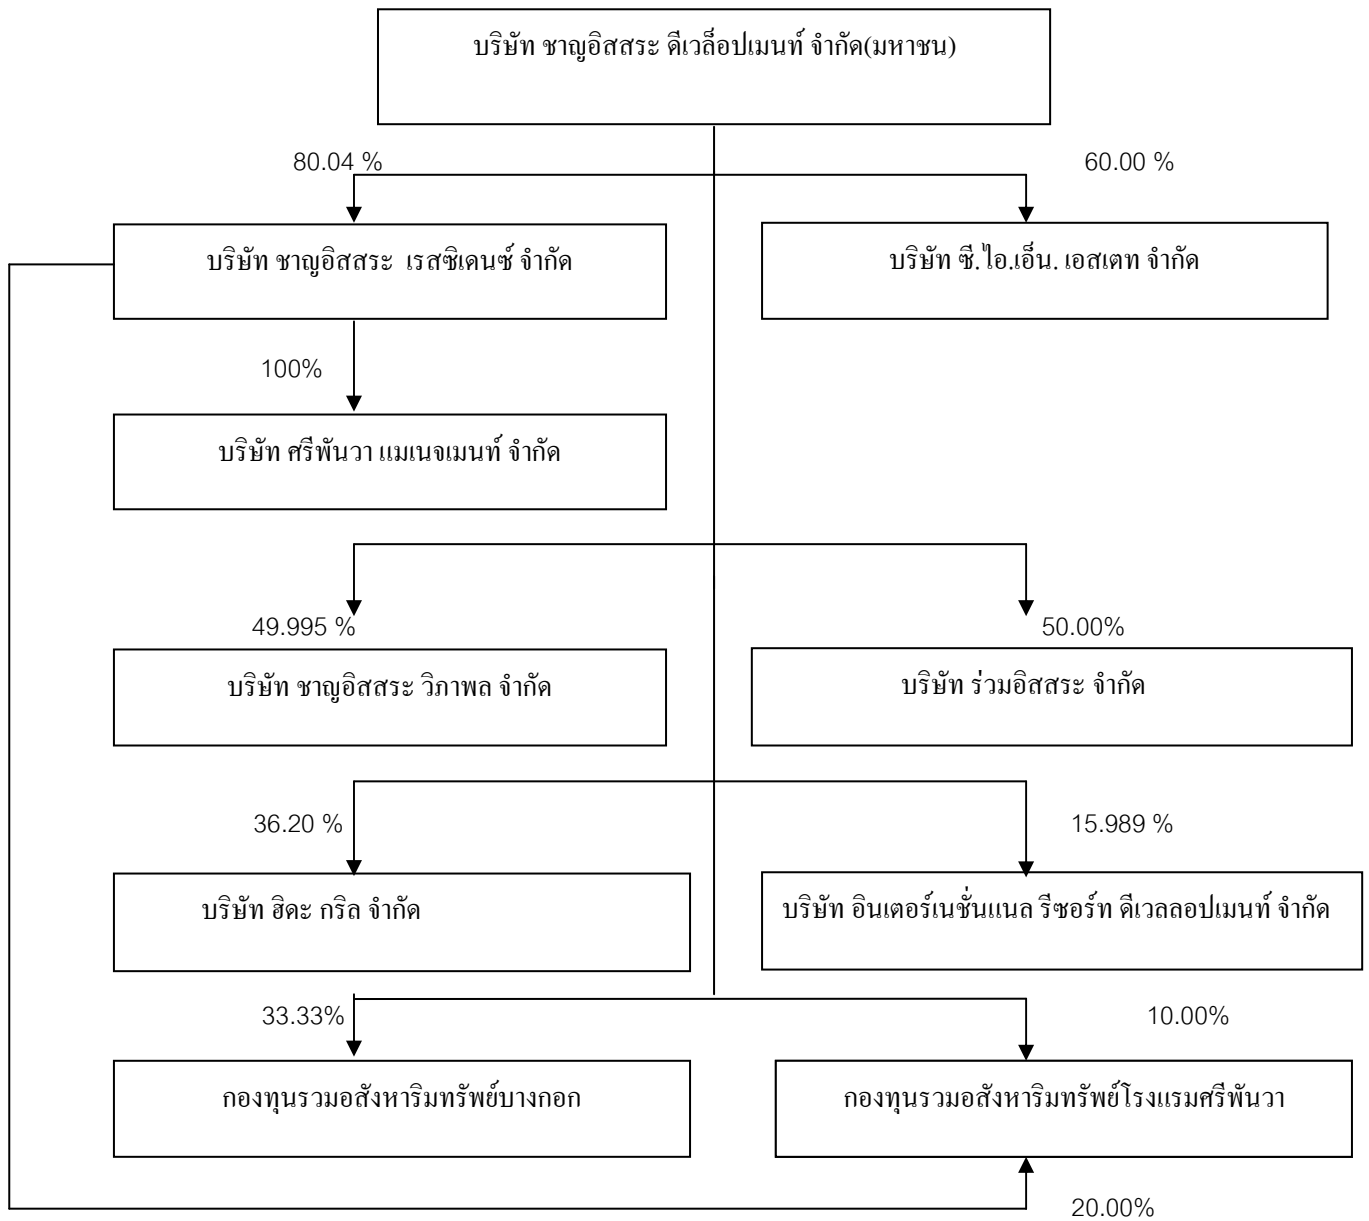 บริษัท ชาญอิสสระ ดีเวล็อปเมนท์ จำกัด(มหาชน)
80.04 %
60.00 %
บริษัท ชาญอิสสระ เรสซิเดนซ์ จำกัด
บริษัท ซี.ไอ.เอ็น. เอสเตท จำกัด
100%
บริษัท ศรีพันวา แมเนจเมนท์ จำกัด
49.995 %
50.00%
บริษัท ชาญอิสสระ วิภาพล จำกัด
บริษัท ร่วมอิสสระ จำกัด
36.20 %
15.989 %
บริษัท ฮิดะ กริล จำกัด
บริษัท อินเตอร์เนชั่นแนล รีซอร์ท ดีเวลลอปเมนท์ จำกัด
33.33%
10.00%
กองทุนรวมอสังหาริมทรัพย์บางกอก
กองทุนรวมอสังหาริมทรัพย์โรงแรมศรีพันวา
20.00%